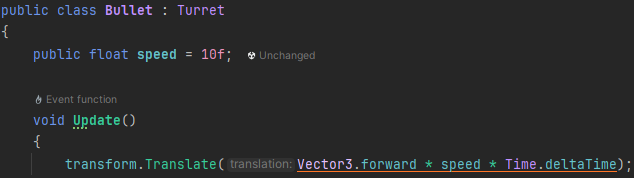 public class Bullet : Turret
{
public float speed = 10f; Unchanged
Event function
void Update()
{
transform.Translate( translation: Vector3.forward * speed * Time.deltaTime);